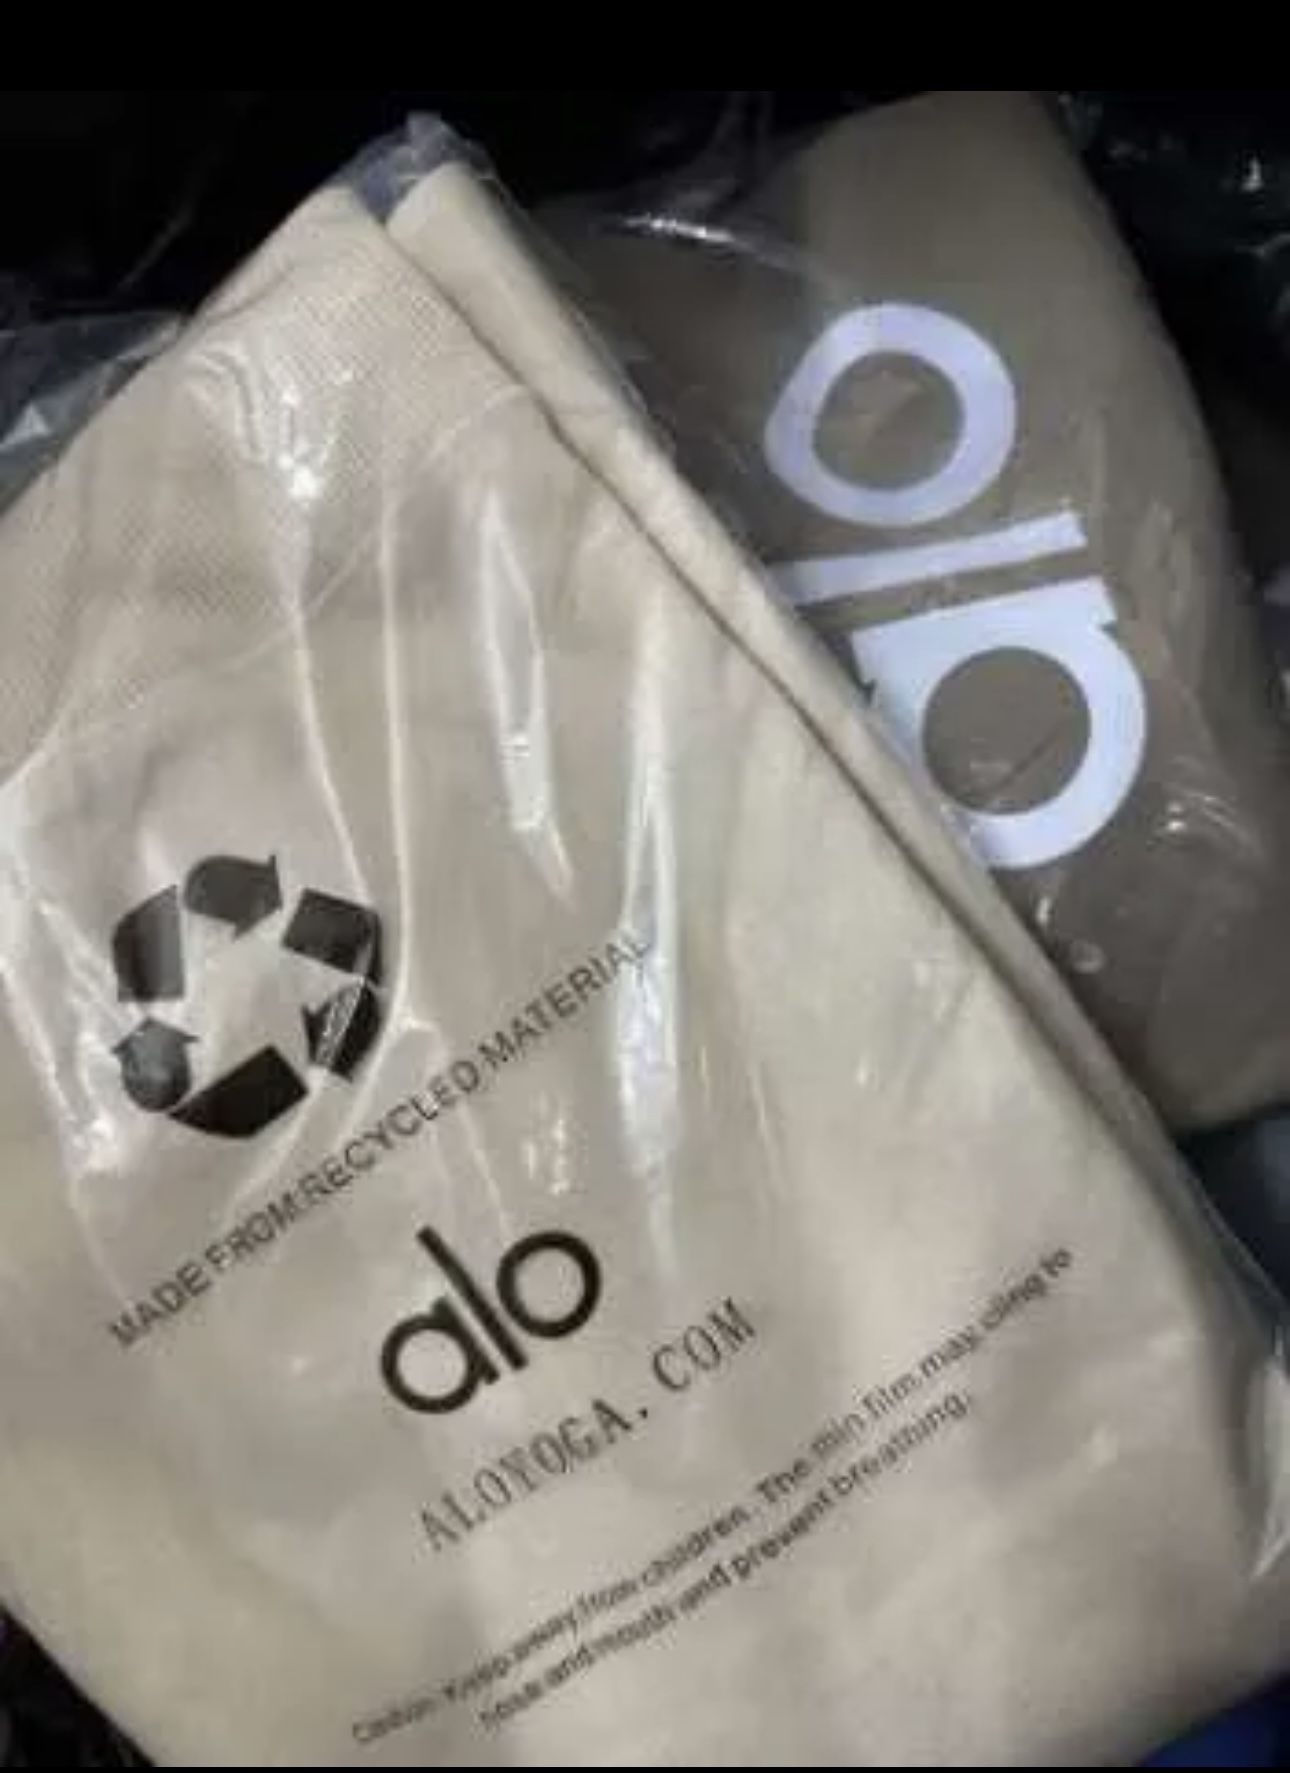 alo
MADE FROM RECYCLED MATERIAL
alo
ALOYOGA.COM
Caution: Keep away from children. The min film may cling to
nose and mouth and prevent breathing.